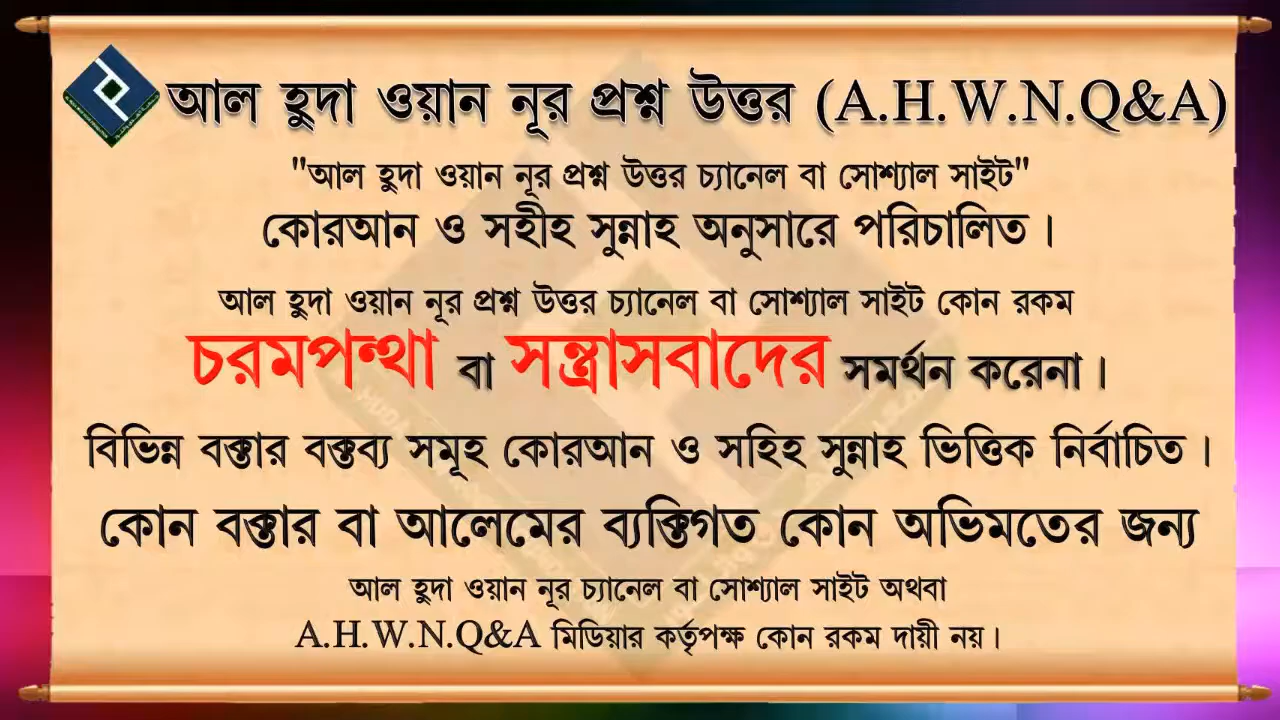 আল হুদা ওয়ান নূর প্রশ্ন উত্তর (A.H.W.N.Q&A)
"আল হুদা ওয়ান নূর প্রশ্ন উত্তর চ্যানেল বা সোশ্যাল সাইট"
কোরআন ও সহীহ সুন্নাহ অনুসারে পরিচালিত।
আল হুদা ওয়ান নূর প্রশ্ন উত্তর চ্যানেল বা সোশ্যাল সাইট কোন রকম
চরমপন্থা বা সন্ত্রাসবাদের সমর্থন করেনা।
বিভিন্ন বক্তার বক্তব্য সমূহ কোরআন ও সহিহ সুন্নাহ ভিত্তিক নির্বাচিত।
কোন বক্তার বা আলেমের ব্যক্তিগত কোন অভিমতের জন্য
আল হুদা ওয়ান নূর চ্যানেল বা সোশ্যাল সাইট অথবা
A.H.W.N.Q&A মিডিয়ার কর্তৃপক্ষ কোন রকম দায়ী নয়।